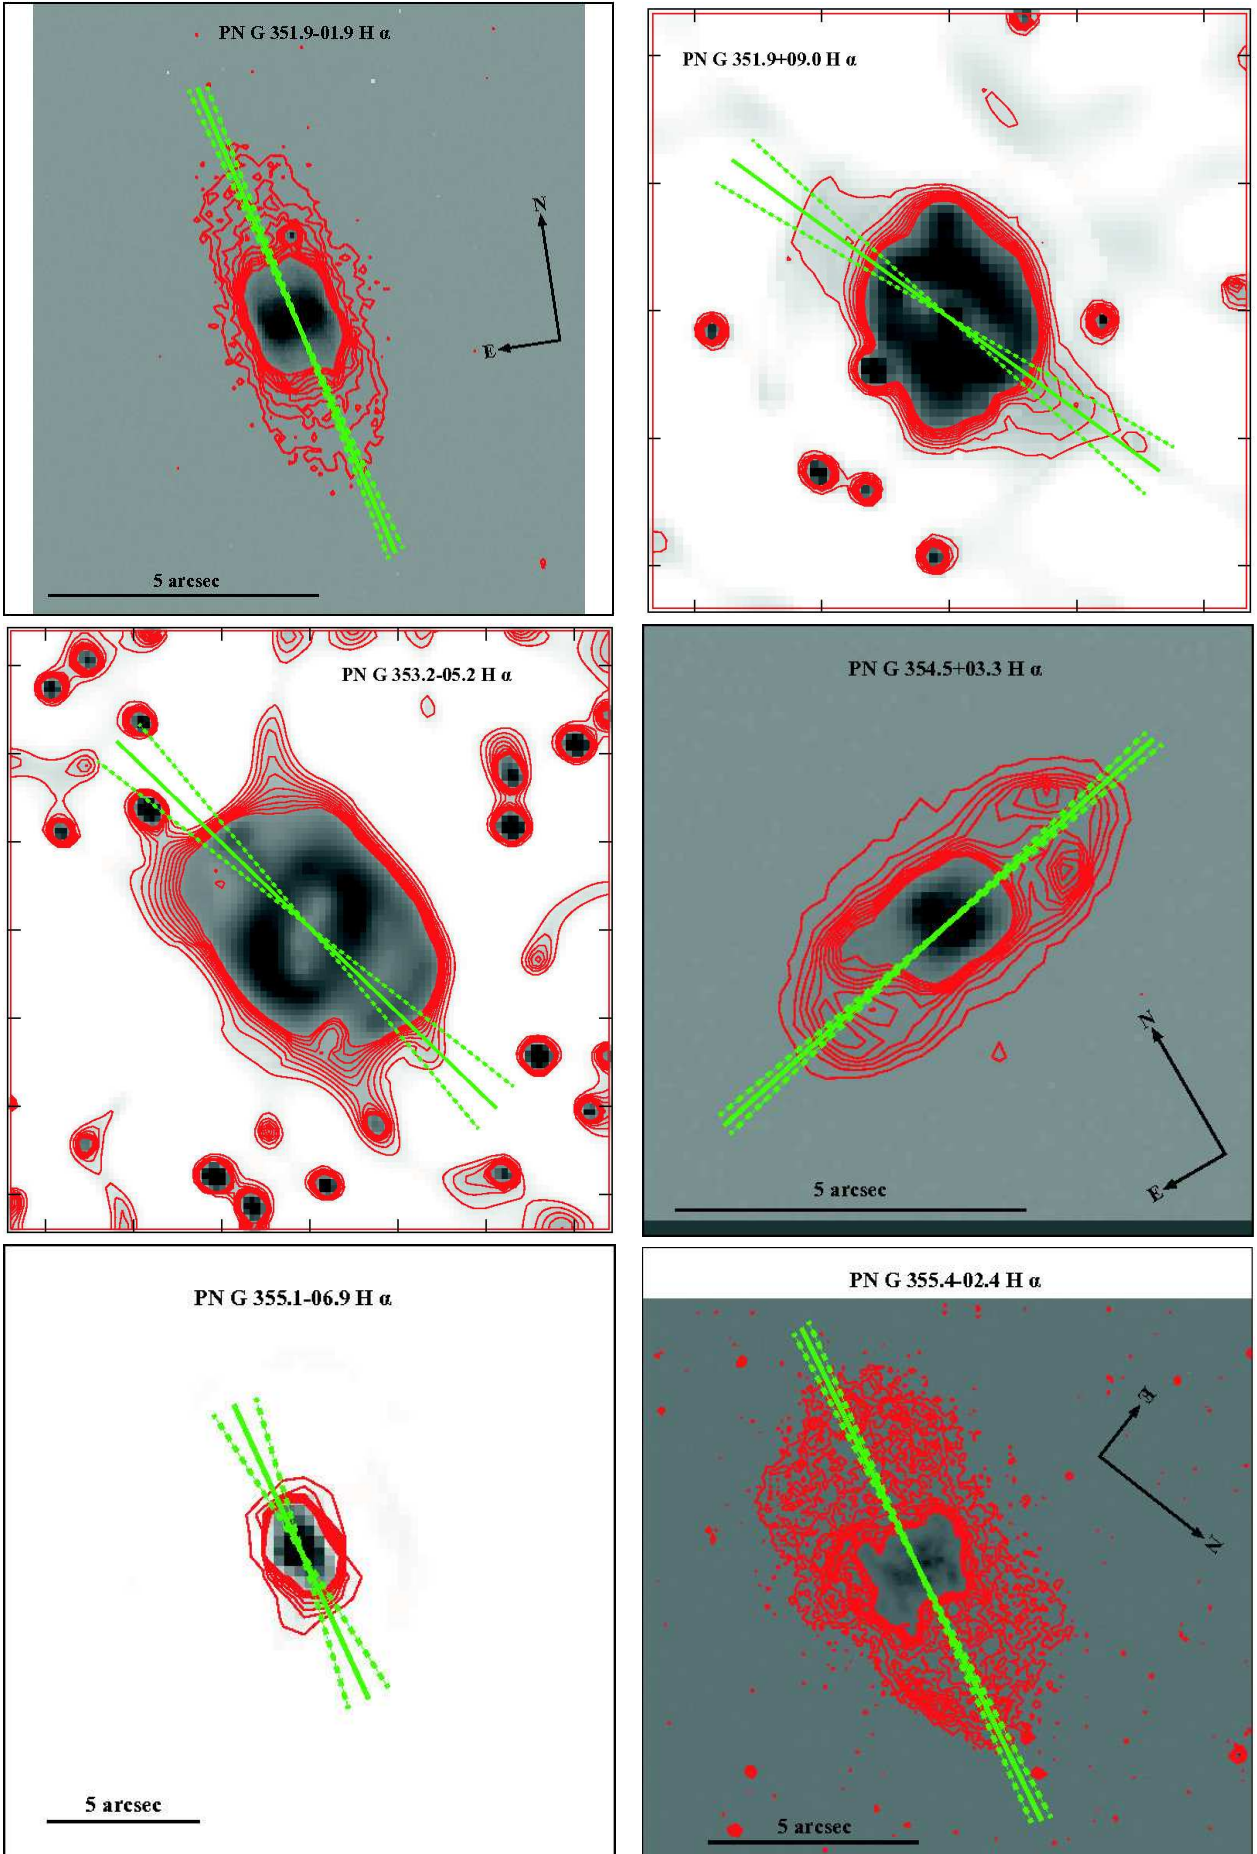 PN G 351.9-01.9 H α
N
E
5 arcsec
PN G 351.9+09.0 H α
PN G 353.2-05.2 H α
PN G 354.5+03.3 H α
N
E
5 arcsec
PN G 355.1-06.9 H α
5 arcsec
PN G 355.4-02.4 H α
E
N
5 arcsec